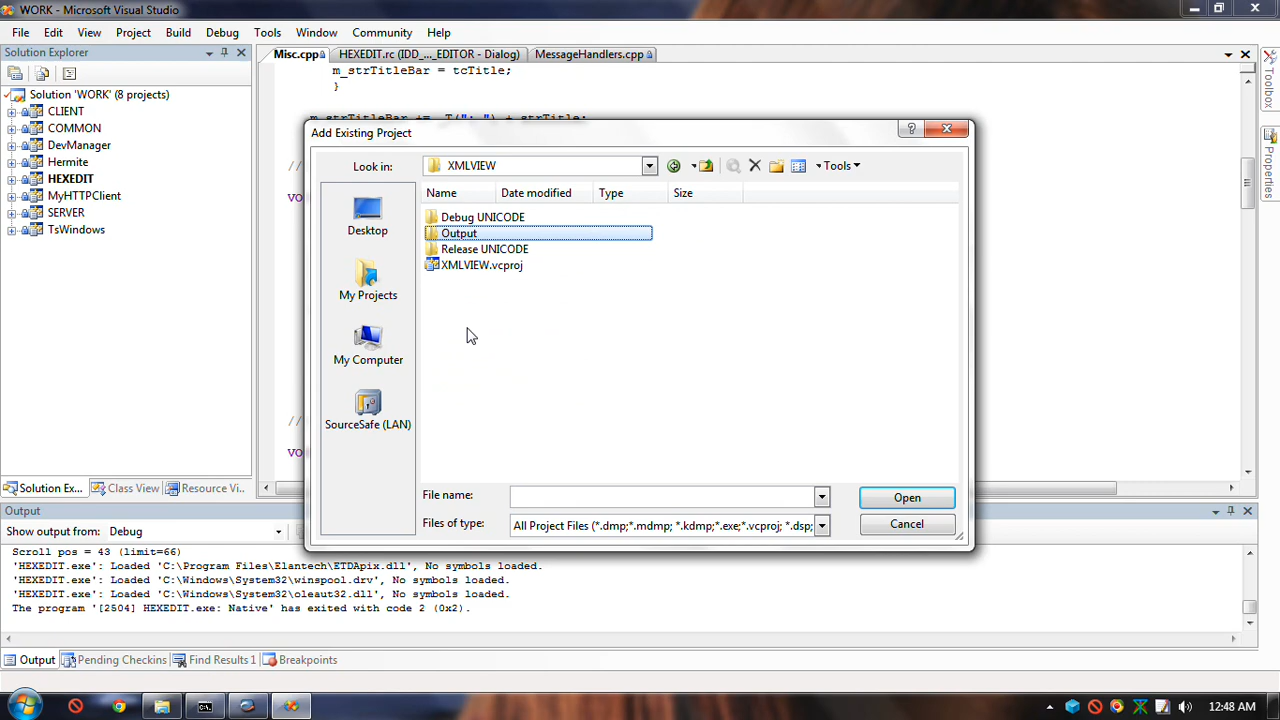 WORK - Microsoft Visual Studio
File Edit View Project Build Debug Tools Window Community Help
Solution Explorer
Solution 'WORK' (8 projects)
CLIENT
COMMON
DevManager
Hermite
HEXEDIT
MyHTTPClient
SERVER
TsWindows
Solution Ex... Class View Resource Vi...
Misc.cpp HEXEDIT.rc (IDD_..._EDITOR - Dialog) MessageHandlers.cpp
m_strTitleBar = tcTitle;
}
m_strTitleBar += _T(": ") + strTitle;
//
vo
//
vo
Toolbox
Properties
Add Existing Project
Look in: XMLVIEW Tools
Name Date modified Type Size
Debug UNICODE
Output
Release UNICODE
XMLVIEW.vcproj
Desktop
My Projects
My Computer
SourceSafe (LAN)
File name: Open
Files of type: All Project Files (*.dmp;*.mdmp; *.kdmp;*.exe;*.vcproj; *.dsp; Cancel
Output
Show output from: Debug
Scroll pos = 43 (limit=66)
'HEXEDIT.exe': Loaded 'C:\Program Files\Elantech\ETDApix.dll', No symbols loaded.
'HEXEDIT.exe': Loaded 'C:\Windows\System32\winspool.drv', No symbols loaded.
'HEXEDIT.exe': Loaded 'C:\Windows\System32\oleaut32.dll', No symbols loaded.
The program '[2504] HEXEDIT.exe: Native' has exited with code 2 (0x2).
Output Pending Checkins Find Results 1 Breakpoints
12:48 AM